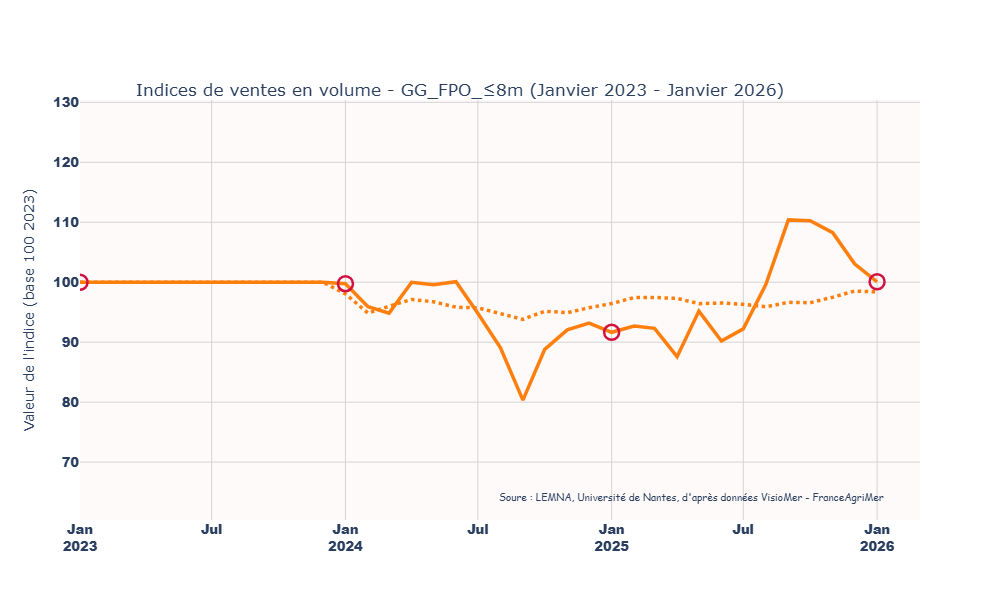 Indices de ventes en volume - GG_FPO_≤8m (Janvier 2023 - Janvier 2026)
Valeur de l'Indice (base 100 2023)
130
120
110
100
90
80
70
Soure : LEMNA, Université de Nantes, d'après données VisioMer - FranceAgriMer
Jan Jul Jan Jul Jan Jul Jan
2023 2024 2025 2026